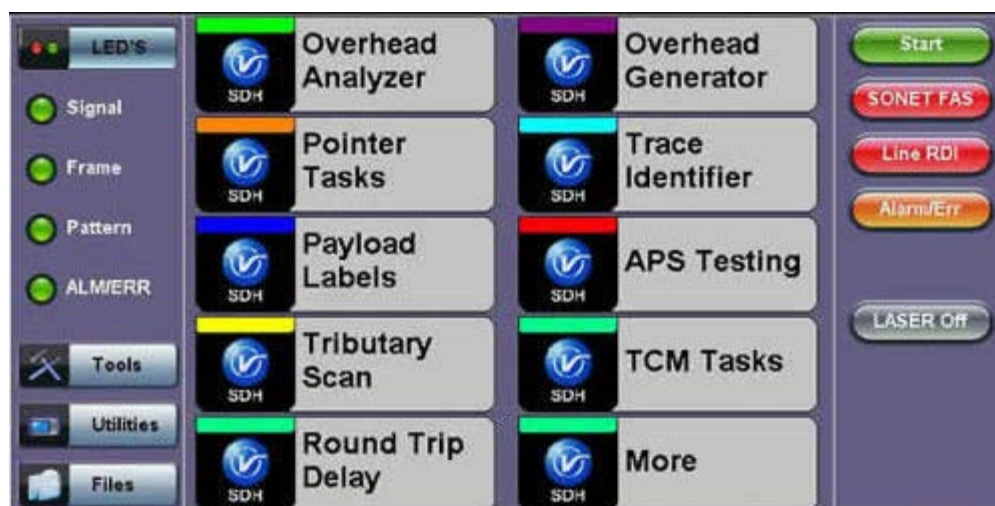 LED'S
Signal
Frame
Pattern
ALM/ERR
Tools
Utilities
Files
SDH
Overhead
Analyzer
SDH
Overhead
Generator
SDH
Pointer
Tasks
SDH
Trace
Identifier
SDH
Payload
Labels
SDH
APS Testing
SDH
Tributary
Scan
SDH
TCM Tasks
SDH
Round Trip
Delay
SDH
More
Start
SONET FAS
Line RDI
Alarm/Err
LASER Off